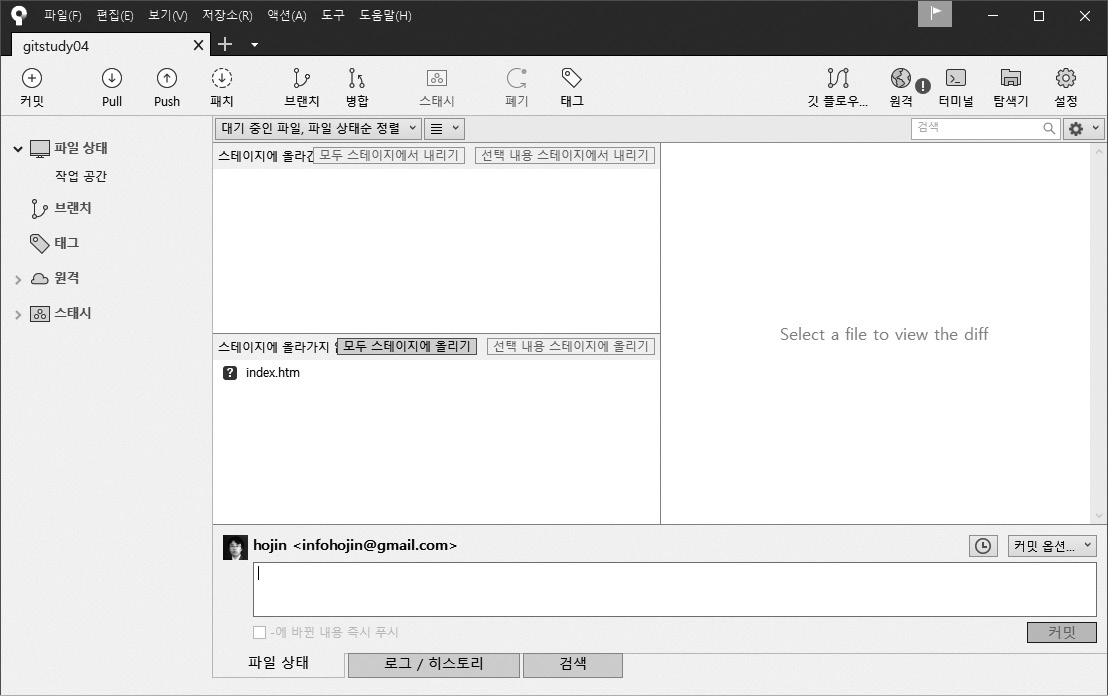 파일(F) 편집(E) 보기(V) 저장소(R) 액션(A) 도구 도움말(H)
gitstudy04
커밋 Pull Push 패치 브랜치 병합 스태시 폐기 태그 깃 플로우... 원격 터미널 탐색기 설정
대기 중인 파일, 파일 상태순 정렬 검색
파일 상태
작업 공간
브랜치
태그
원격
스태시
스테이지에 올라간 모두 스테이지에서 내리기 선택 내용 스테이지에서 내리기
Select a file to view the diff
스테이지에 올라가지 모두 스테이지에 올리기 선택 내용 스테이지에 올리기
index.htm
hojin <infohojin@gmail.com> 커밋 옵션...
-에 바뀐 내용 즉시 푸시
커밋
파일 상태 로그 / 히스토리 검색